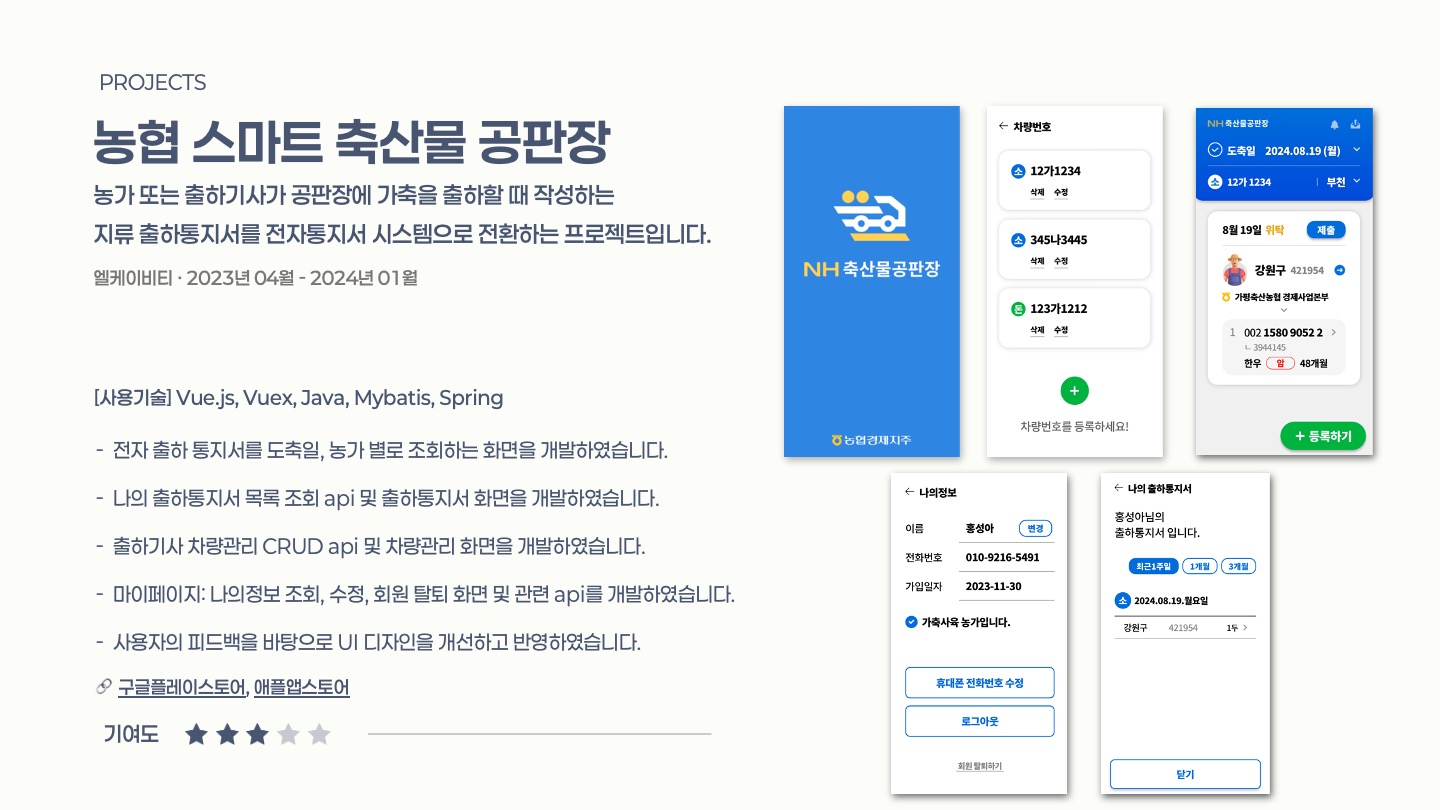 PROJECTS
농협 스마트 축산물 공판장
농가 또는 출하기사가 공판장에 가축을 출하할 때 작성하는
지류 출하통지서를 전자통지서 시스템으로 전환하는 프로젝트입니다.
엘케이비티 · 2023년 04월 - 2024년 01월
[사용기술] Vue.js, Vuex, Java, Mybatis, Spring
- 전자 출하 통지서를 도축일, 농가 별로 조회하는 화면을 개발하였습니다.
- 나의 출하통지서 목록 조회 api 및 출하통지서 화면을 개발하였습니다.
- 출하기사 차량관리 CRUD api 및 차량관리 화면을 개발하였습니다.
- 마이페이지: 나의정보 조회, 수정, 회원 탈퇴 화면 및 관련 api를 개발하였습니다.
- 사용자의 피드백을 바탕으로 UI 디자인을 개선하고 반영하였습니다.
구글플레이스토어, 애플앱스토어
기여도
NH 축산물공판장
농협경제지주
차량번호
소 12가1234
삭제 수정
소 345나3445
삭제 수정
돈 123가1212
삭제 수정
+
차량번호를 등록하세요!
NH 축산물공판장
도축일 2024.08.19 (월)
소 12가 1234 부천
8월 19일 위탁 제출
강원구 421954
가평축산농협 경제사업본부
1 002 1580 9052 2
ㄴ 3944145
한우 암 48개월
+ 등록하기
나의정보
이름 홍성아 변경
전화번호 010-9216-5491
가입일자 2023-11-30
가축사육 농가입니다.
휴대폰 전화번호 수정
로그아웃
회원 탈퇴하기
나의 출하통지서
홍성아님의
출하통지서 입니다.
최근1주일 1개월 3개월
소 2024.08.19.월요일
강원구 421954 1두
닫기